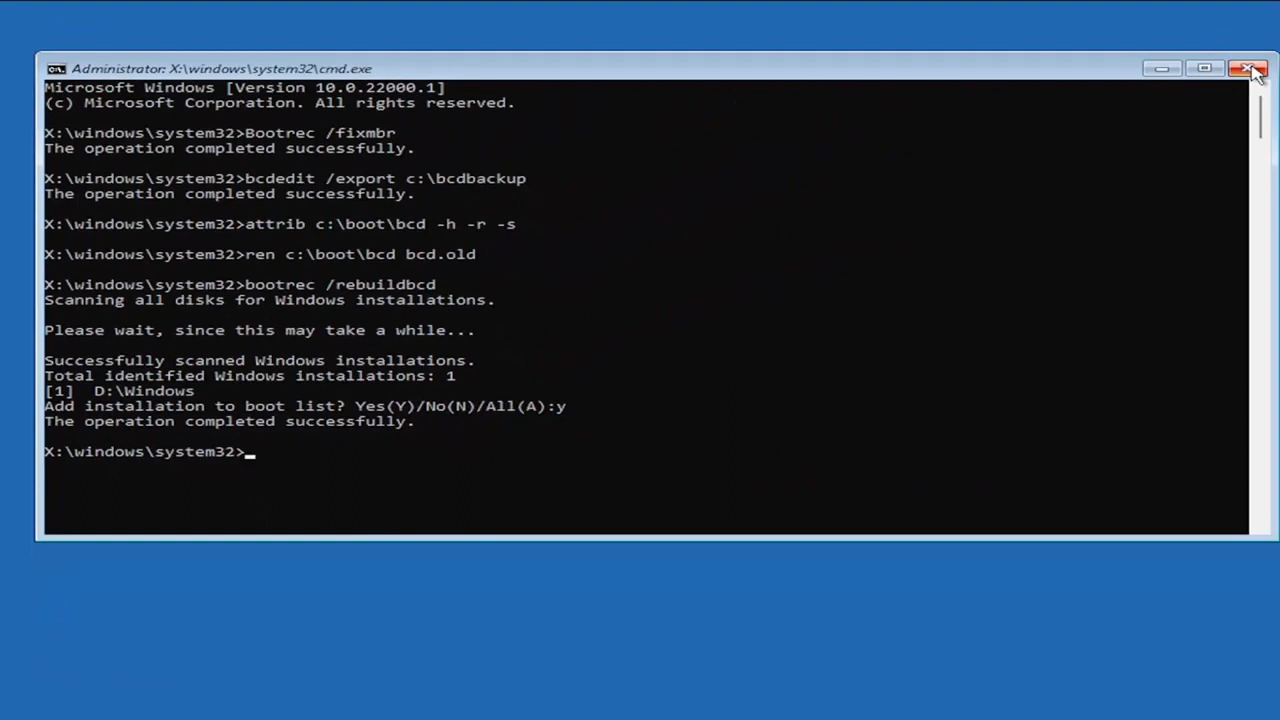 Administrator: X:\windows\system32\cmd.exe
Microsoft Windows [Version 10.0.22000.1]
(c) Microsoft Corporation. All rights reserved.
X:\windows\system32>Bootrec /fixmbr
The operation completed successfully.
X:\windows\system32>bcdedit /export c:\bcdbackup
The operation completed successfully.
X:\windows\system32>attrib c:\boot\bcd -h -r -s
X:\windows\system32>ren c:\boot\bcd bcd.old
X:\windows\system32>bootrec /rebuildbcd
Scanning all disks for Windows installations.
Please wait, since this may take a while...
Successfully scanned Windows installations.
Total identified Windows installations: 1
[1]  D:\Windows
Add installation to boot list? Yes(Y)/No(N)/All(A):y
The operation completed successfully.
X:\windows\system32>